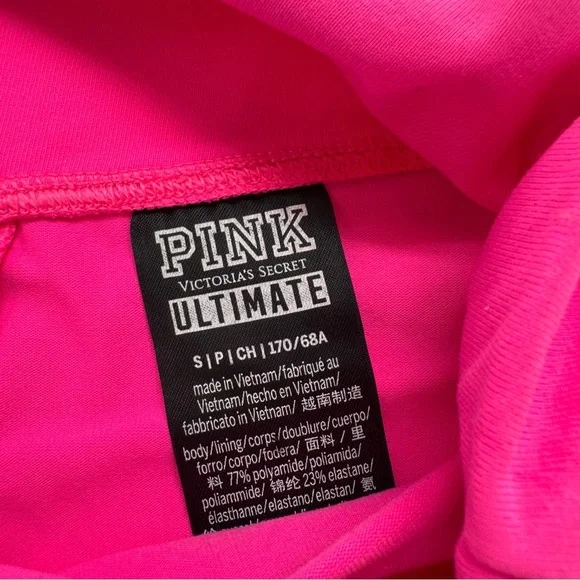 PINK
VICTORIA'S SECRET
ULTIMATE
S | P | CH | 170/68A
made in Vietnam/fabriqué au
Vietnam/hecho en Vietnam/
fabbricato in Vietnam/ 越南制造
body/lining/corps/doublure/cuerpo/
forro/corpo/fodera/ 面料 / 里
料 77% polyamide/poliamida/
poliammide/ 锦纶 23% elastane/
élasthanne/elastano/elastan/ 氨